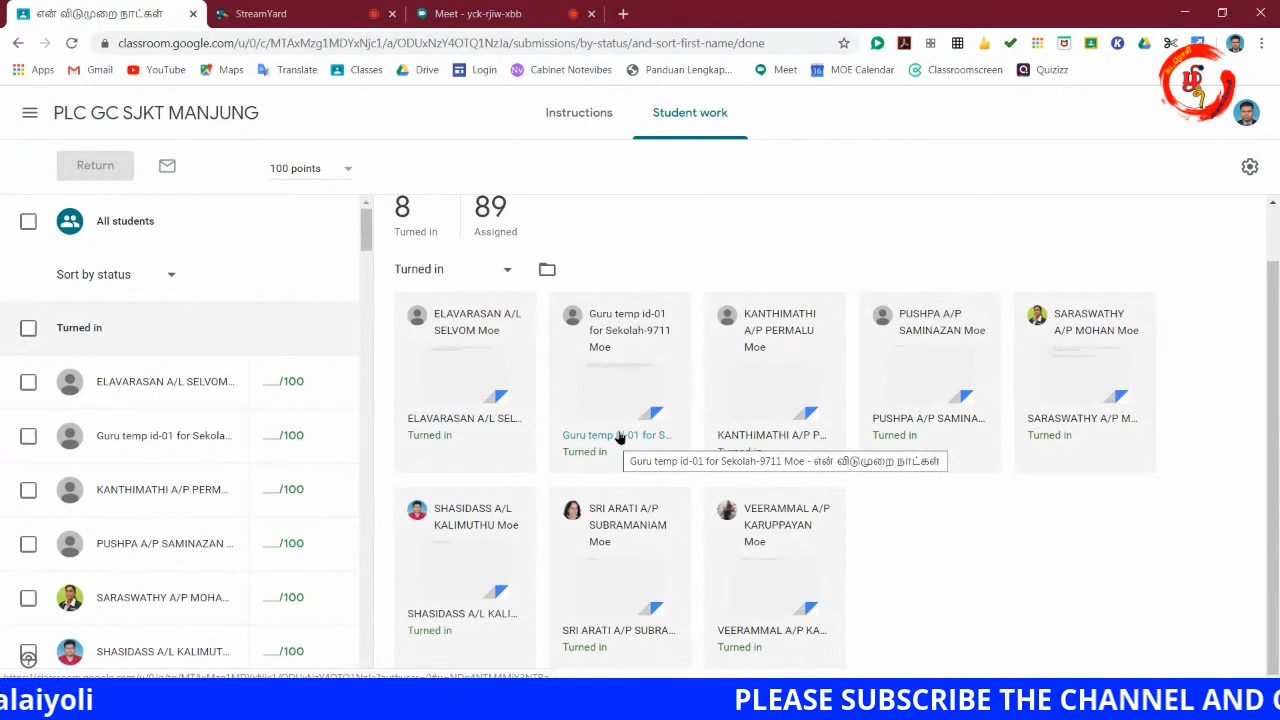 என் விடுமுறை நாட்கள்
StreamYard
Meet - yck-rjiw-xbb
classroom.google.com/u/0/c/MTAxMzg1MDYxNjc1/a/ODUxNzY4OTQ1NzJa/submissions/by-status/and-sort-first-name/done
Apps
Gmail
YouTube
Maps
Translate
Classes
Drive
Login
Cabinet Notevibes
Panduan Lengkap...
Meet
MOE Calendar
Classroomscreen
Quizizz
PLC GC SJKT MANJUNG
Instructions
Student work
Return
100 points
All students
Sort by status
Turned in
ELAVARASAN A/L SELVOM...
/100
Guru temp id-01 for Sekola...
/100
KANTHIMATHI A/P PERM...
/100
PUSHPA A/P SAMINAZAN ...
/100
SARASWATHY A/P MOHA...
/100
SHASIDASS A/L KALIMUT...
/100
8
Turned in
89
Assigned
Turned in
ELAVARASAN A/L
SELVOM Moe
ELAVARASAN A/L SEL...
Turned in
Guru temp id-01
for Sekolah-9711
Moe
Guru temp id-01 for S...
Turned in
KANTHIMATHI
A/P PERMALU
Moe
KANTHIMATHI A/P P...
PUSHPA A/P
SAMINAZAN Moe
PUSHPA A/P SAMINA...
Turned in
SARASWATHY
A/P MOHAN Moe
SARASWATHY A/P M...
Turned in
Guru temp id-01 for Sekolah-9711 Moe - என் விடுமுறை நாட்கள்
SHASIDASS A/L
KALIMUTHU Moe
SHASIDASS A/L KALI...
Turned in
SRI ARATI A/P
SUBRAMANIAM
Moe
SRI ARATI A/P SUBRA...
Turned in
VEERAMMAL A/P
KARUPPAYAN
Moe
VEERAMMAL A/P KA...
Turned in
alaiyoli
PLEASE SUBSCRIBE THE CHANNEL AND